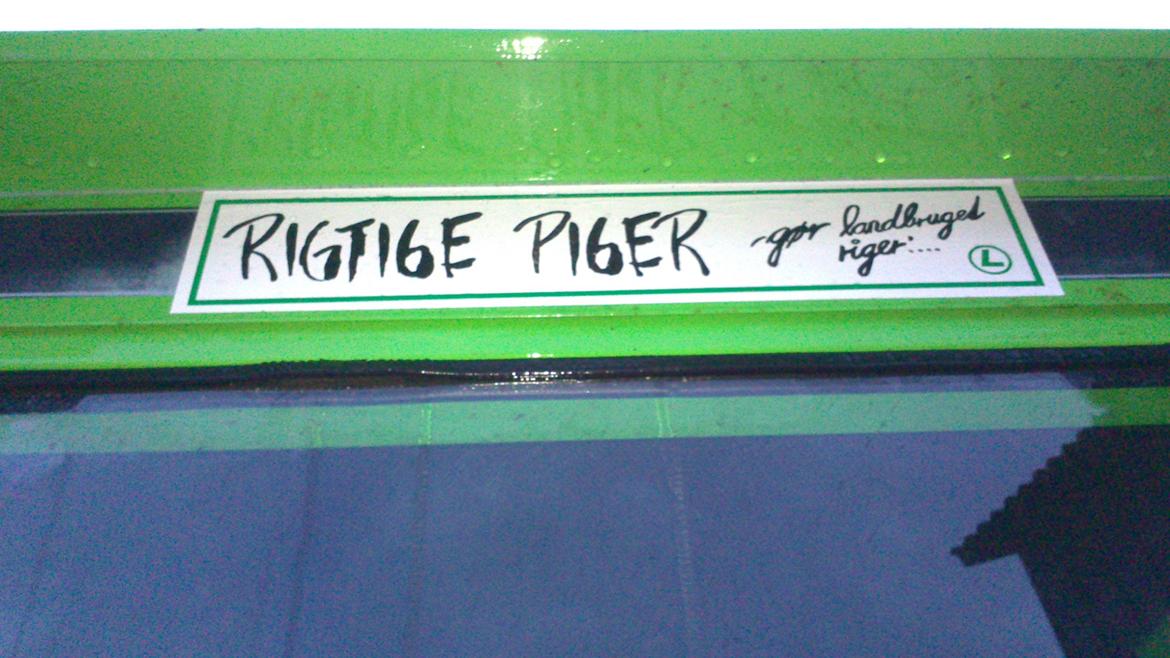 RIGTIGE PIGER
-gør landbruget
riger....
L